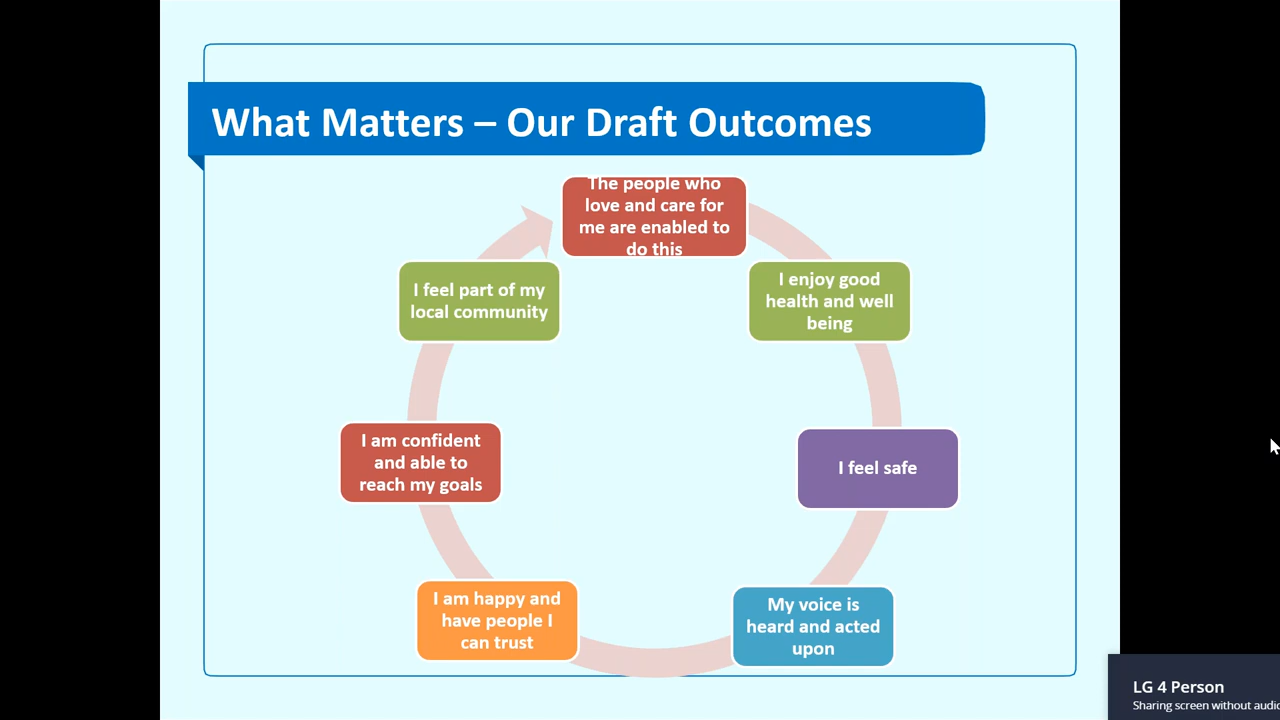 What Matters – Our Draft Outcomes
The people who
love and care for
me are enabled to
do this
I enjoy good
health and well
being
I feel safe
My voice is
heard and acted
upon
I am happy and
have people I
can trust
I am confident
and able to
reach my goals
I feel part of my
local community
LG 4 Person
Sharing screen without audio